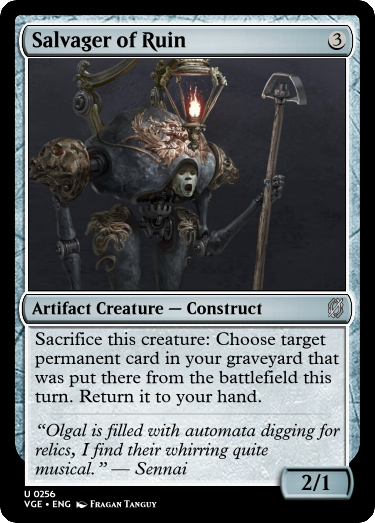 Salvager of Ruin 3
Artifact Creature — Construct
Sacrifice this creature: Choose target
permanent card in your graveyard that
was put there from the battlefield this
turn. Return it to your hand.
“Olgal is filled with automata digging for
relics, I find their whirring quite
musical.” — Sennai
2/1
U 0256
VGE • ENG Fragan Tanguy